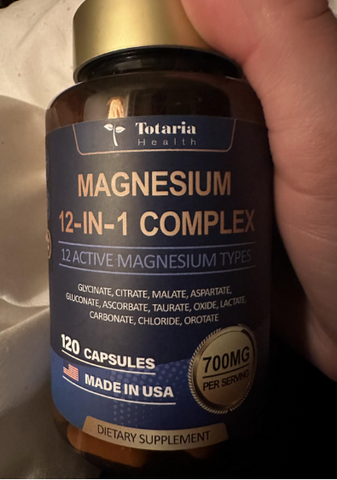 Totaria
Health
MAGNESIUM
12-IN-1 COMPLEX
12 ACTIVE MAGNESIUM TYPES
GLYCINATE, CITRATE, MALATE, ASPARTATE,
GLUCONATE, ASCORBATE, TAURATE, OXIDE, LACTATE,
CARBONATE, CHLORIDE, OROTATE
120 CAPSULES
700MG
PER SERVING
MADE IN USA
DIETARY SUPPLEMENT